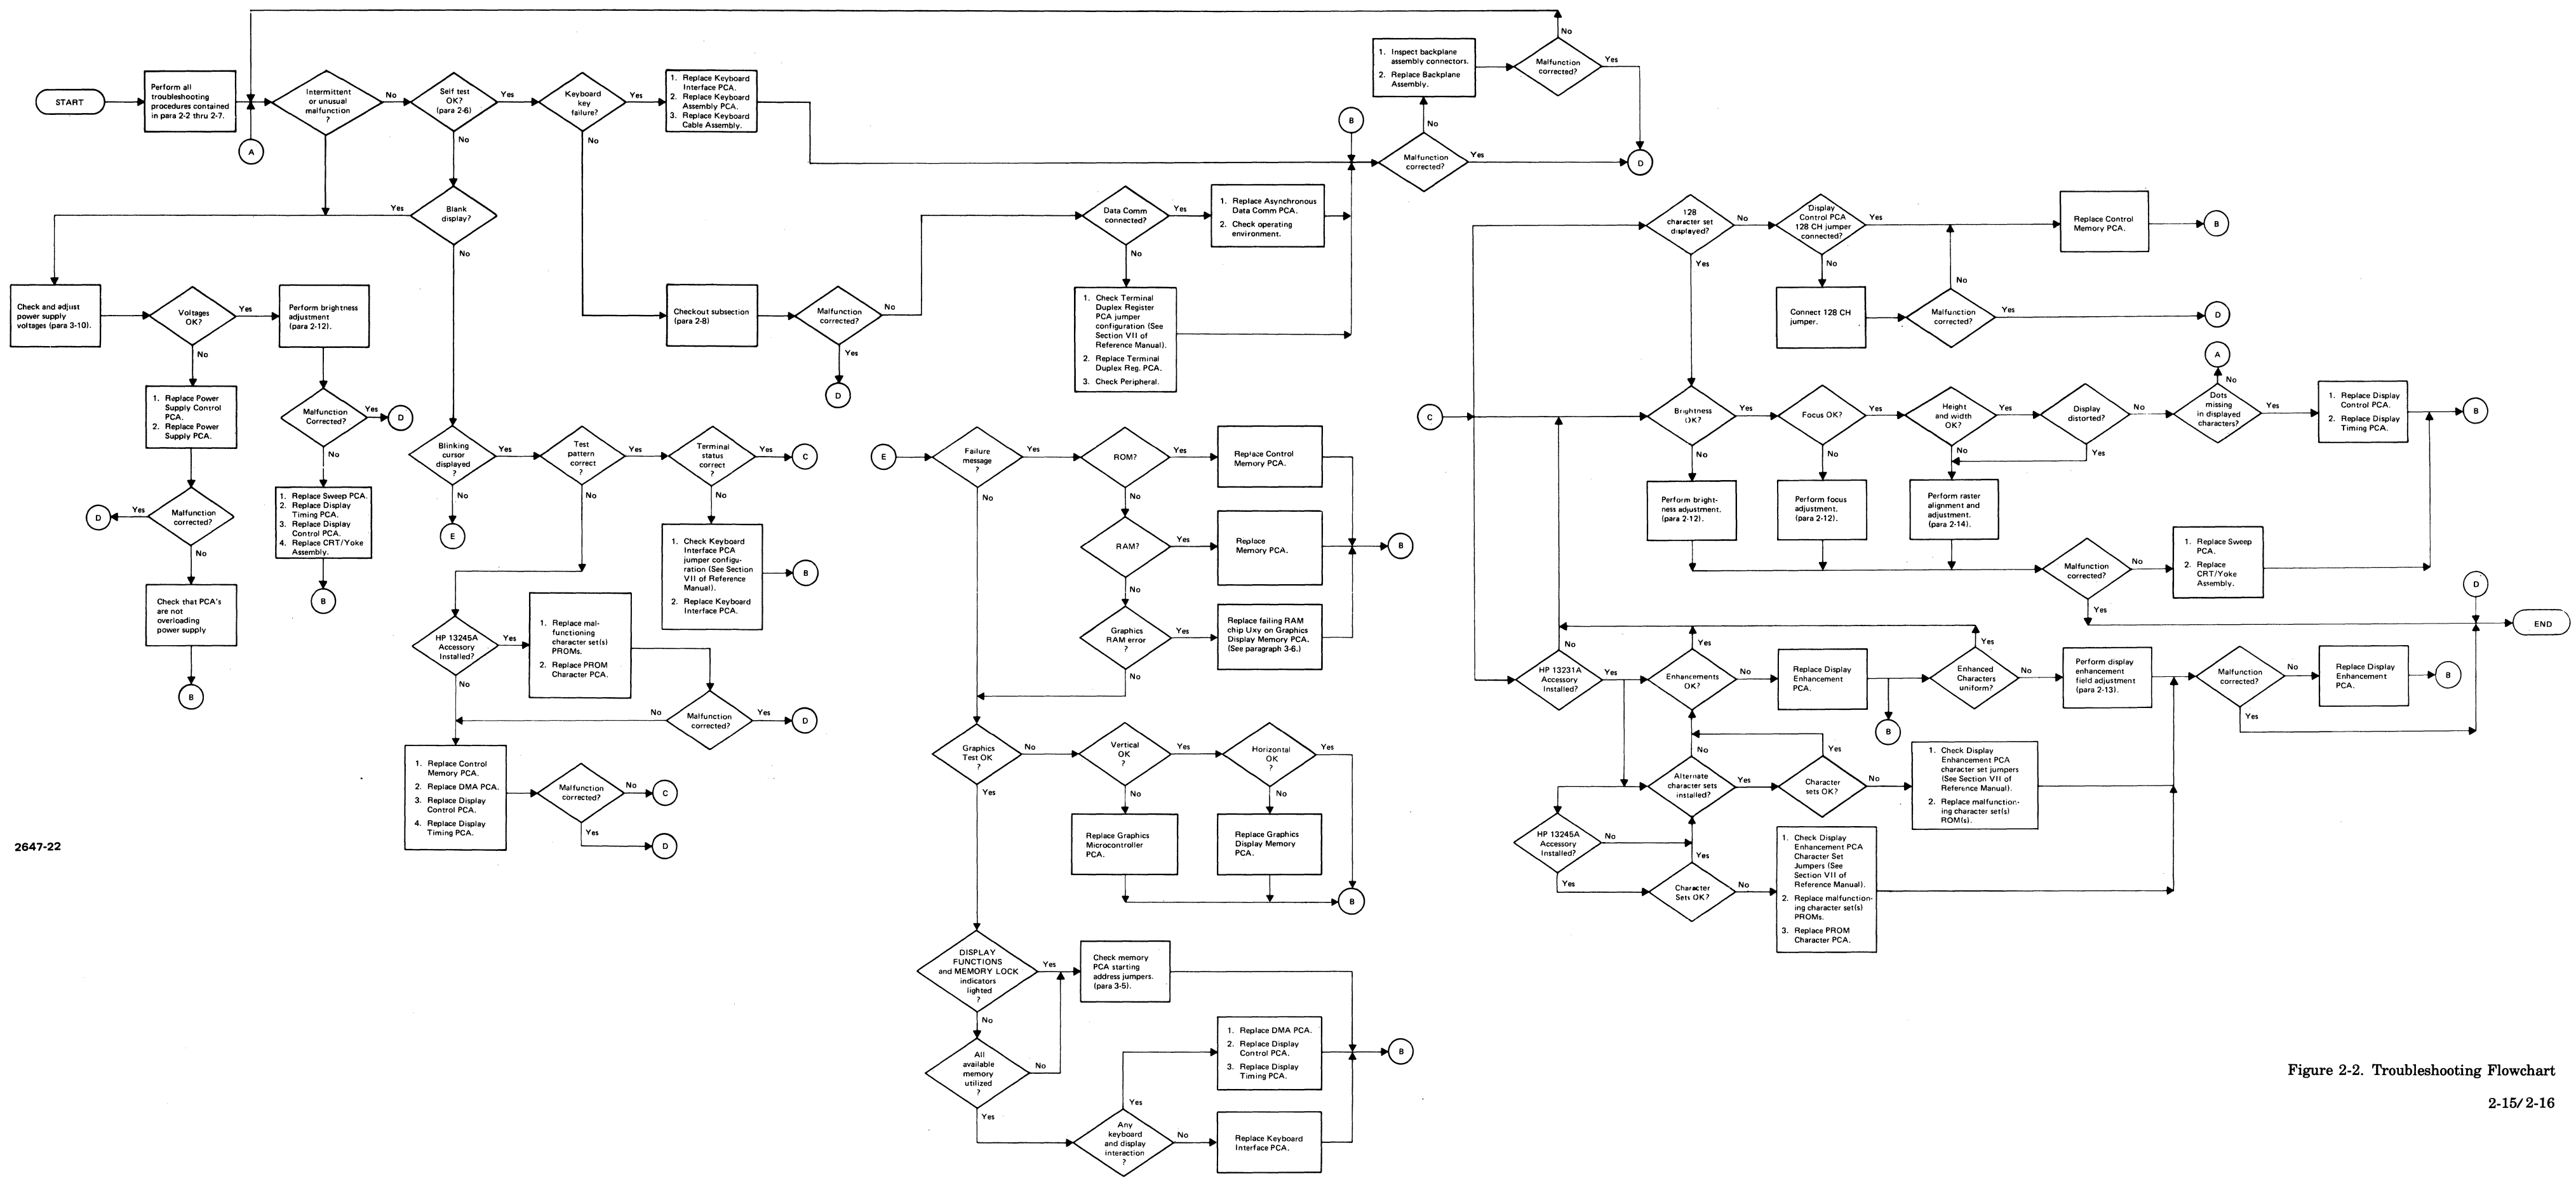 START
Perform all
troubleshooting
procedures contained
in para 2-2 thru 2-7.
A
Intermittent
or unusual
malfunction
?
No
Self test
OK?
(para 2-6)
Yes
No
Keyboard
key
failure?
Yes
No
1. Replace Keyboard
Interface PCA.
2. Replace Keyboard
Assembly PCA.
3. Replace Keyboard
Cable Assembly.
1. Inspect backplane
assembly connectors.
2. Replace Backplane
Assembly.
Malfunction
corrected?
No
Yes
B
No
Malfunction
corrected?
Yes
D
Yes
Blank
display?
No
Check and adjust
power supply
voltages (para 3-10).
Voltages
OK?
Yes
No
Perform brightness
adjustment
(para 2-12).
1. Replace Power
Supply Control
PCA.
2. Replace Power
Supply PCA.
Malfunction
Corrected?
Yes
D
No
D
Yes
Malfunction
corrected?
No
1. Replace Sweep PCA.
2. Replace Display
Timing PCA.
3. Replace Display
Control PCA.
4. Replace CRT/Yoke
Assembly.
B
Check that PCA's
are not
overloading
power supply
B
Checkout subsection
(para 2-8)
Malfunction
corrected?
No
Yes
D
Data Comm
connected?
Yes
No
1. Replace Asynchronous
Data Comm PCA.
2. Check operating
environment.
1. Check Terminal
Duplex Register
PCA jumper
configuration (See
Section VII of
Reference Manual).
2. Replace Terminal
Duplex Reg. PCA.
3. Check Peripheral.
Blinking
cursor
displayed
?
Yes
No
E
Test
pattern
correct
?
Yes
No
Terminal
status
correct
?
Yes
C
No
1. Check Keyboard
Interface PCA
jumper configu-
ration (See Section
VII of Reference
Manual).
2. Replace Keyboard
Interface PCA.
B
HP 13245A
Accessory
Installed?
Yes
No
1. Replace mal-
functioning
character set(s)
PROMs.
2. Replace PROM
Character PCA.
No
Malfunction
corrected?
Yes
D
1. Replace Control
Memory PCA.
2. Replace DMA PCA.
3. Replace Display
Control PCA.
4. Replace Display
Timing PCA.
Malfunction
corrected?
No
C
Yes
D
2647-22
E
Failure
message
?
Yes
No
ROM?
Yes
No
Replace Control
Memory PCA.
RAM?
Yes
No
Replace
Memory PCA.
B
Graphics
RAM error
?
Yes
No
Replace failing RAM
chip Uxy on Graphics
Display Memory PCA.
(See paragraph 3-6.)
Graphics
Test OK
?
No
Yes
Vertical
OK
?
Yes
No
Horizontal
OK
?
Yes
No
Replace Graphics
Microcontroller
PCA.
Replace Graphics
Display Memory
PCA.
B
DISPLAY
FUNCTIONS
and MEMORY LOCK
indicators
lighted
?
Yes
No
Check memory
PCA starting
address jumpers.
(para 3-5).
All
available
memory
utilized
?
No
Yes
1. Replace DMA PCA.
2. Replace Display
Control PCA.
3. Replace Display
Timing PCA.
B
Yes
Any
keyboard
and display
interaction
?
No
Replace Keyboard
Interface PCA.
128
character set
displayed?
No
Yes
Display
Control PCA
128 CH jumper
connected?
Yes
No
Replace Control
Memory PCA.
B
Connect 128 CH
jumper.
No
Malfunction
corrected?
Yes
D
C
Brightness
OK?
Yes
No
Focus OK?
Yes
No
Height
and width
OK?
Yes
No
Display
distorted?
No
Yes
A
No
Dots
missing
in displayed
characters?
Yes
1. Replace Display
Control PCA.
2. Replace Display
Timing PCA.
B
Perform bright-
ness adjustment.
(para 2-12).
Perform focus
adjustment.
(para 2-12).
Perform raster
alignment and
adjustment.
(para 2-14).
Malfunction
corrected?
No
Yes
1. Replace Sweep
PCA.
2. Replace
CRT/Yoke
Assembly.
D
END
No
HP 13231A
Accessory
Installed?
Yes
Yes
Enhancements
OK?
No
Replace Display
Enhancement
PCA.
B
Yes
Enhanced
Characters
uniform?
No
Perform display
enhancement
field adjustment
(para 2-13).
Malfunction
corrected?
No
Yes
Replace Display
Enhancement
PCA.
B
No
Alternate
character sets
installed?
Yes
Yes
Character
sets OK?
No
1. Check Display
Enhancement PCA
character set jumpers
(See Section VII of
Reference Manual).
2. Replace malfunction-
ing character set(s)
ROM(s).
HP 13245A
Accessory
Installed?
No
Yes
Yes
Character
Sets OK?
No
1. Check Display
Enhancement PCA
Character Set
Jumpers (See
Section VII of
Reference Manual).
2. Replace malfunction-
ing character set(s)
PROMs.
3. Replace PROM
Character PCA.
Figure 2-2. Troubleshooting Flowchart
2-15/2-16